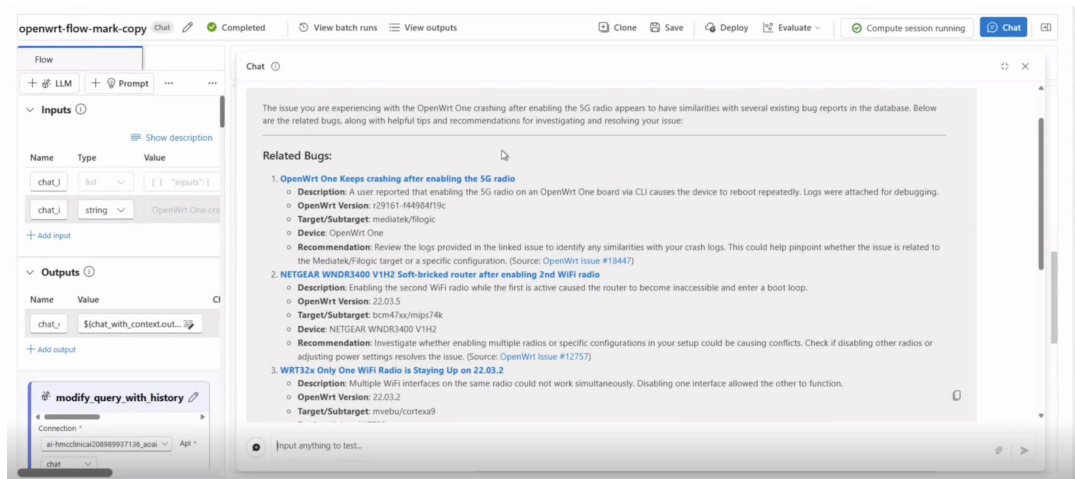 openwrt-flow-mark-copy Chat Completed View batch runs View outputs Clone Save Deploy Evaluate Compute session running Chat
Flow
+ LLM + Prompt ... ...
Inputs
Show description
Name Type Value
chat_l list [ { "inputs": {
chat_i string OpenWrt One cra
+ Add input
Outputs
Name Value Cl
chat_ ${chat_with_context.out...
+ Add output
modify_query_with_history
Connection *
ai-hmcclinicai208989937136_aoai Api *
chat
Chat
The issue you are experiencing with the OpenWrt One crashing after enabling the 5G radio appears to have similarities with several existing bug reports in the database. Below
are the related bugs, along with helpful tips and recommendations for investigating and resolving your issue:
Related Bugs:
1. OpenWrt One Keeps crashing after enabling the 5G radio
Description: A user reported that enabling the 5G radio on an OpenWrt One board via CLI causes the device to reboot repeatedly. Logs were attached for debugging.
OpenWrt Version: r29161-f44984f19c
Target/Subtarget: mediatek/filogic
Device: OpenWrt One
Recommendation: Review the logs provided in the linked issue to identify any similarities with your crash logs. This could help pinpoint whether the issue is related to
the Mediatek/Filogic target or a specific configuration. (Source: OpenWrt Issue #18447)
2. NETGEAR WNDR3400 V1H2 Soft-bricked router after enabling 2nd WiFi radio
Description: Enabling the second WiFi radio while the first is active caused the router to become inaccessible and enter a boot loop.
OpenWrt Version: 22.03.5
Target/Subtarget: bcm47xx/mips74k
Device: NETGEAR WNDR3400 V1H2
Recommendation: Investigate whether enabling multiple radios or specific configurations in your setup could be causing conflicts. Check if disabling other radios or
adjusting power settings resolves the issue. (Source: OpenWrt Issue #12757)
3. WRT32x Only One WiFi Radio is Staying Up on 22.03.2
Description: Multiple WiFi interfaces on the same radio could not work simultaneously. Disabling one interface allowed the other to function.
OpenWrt Version: 22.03.2
Target/Subtarget: mvebu/cortexa9
Input anything to test...